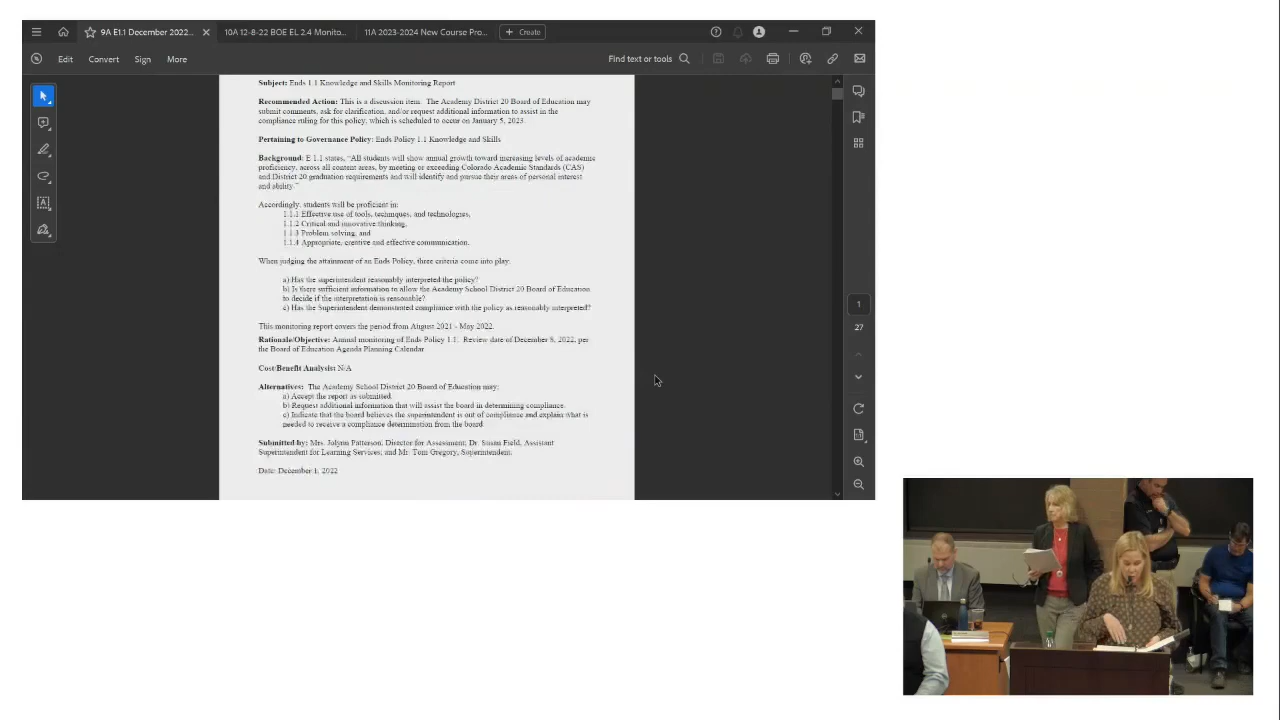 9A E1.1 December 2022...
10A 12-8-22 BOE EL 2.4 Monito...
11A 2023-2024 New Course Pro...
Create
Edit
Convert
Sign
More
Find text or tools
Subject: Ends 1.1 Knowledge and Skills Monitoring Report
Recommended Action: This is a discussion item. The Academy District 20 Board of Education may
submit comments, ask for clarification, and/or request additional information to assist in the
compliance ruling for this policy, which is scheduled to occur on January 5, 2023
Pertaining to Governance Policy: Ends Policy 1.1 Knowledge and Skills
Background: E 1.1 states, "All students will show annual growth toward increasing levels of academic
proficiency, across all content areas, by meeting or exceeding Colorado Academic Standards (CAS)
and District 20 graduation requirements and will identify and pursue their areas of personal interest
and ability."
Accordingly, students will be proficient in:
1.1.1 Effective use of tools, techniques, and technologies,
1.1.2 Critical and innovative thinking,
1.1.3 Problem solving, and
1.1.4 Appropriate, creative and effective communication.
When judging the attainment of an Ends Policy, three criteria come into play.
a) Has the superintendent reasonably interpreted the policy?
b) Is there sufficient information to allow the Academy School District 20 Board of Education
to decide if the interpretation is reasonable?
c) Has the Superintendent demonstrated compliance with the policy as reasonably interpreted?
This monitoring report covers the period from August 2021 - May 2022.
Rationale/Objective: Annual monitoring of Ends Policy 1.1. Review date of December 8, 2022, per
the Board of Education Agenda Planning Calendar
Cost/Benefit Analysis: N/A
Alternatives: The Academy School District 20 Board of Education may:
a) Accept the report as submitted.
b) Request additional information that will assist the board in determining compliance.
c) Indicate that the board believes the superintendent is out of compliance and explain what is
needed to receive a compliance determination from the board.
Submitted by: Mrs. Jolynn Patterson, Director for Assessment; Dr. Susan Field, Assistant
Superintendent for Learning Services; and Mr. Tom Gregory, Superintendent.
Date: December 1, 2022
1
27